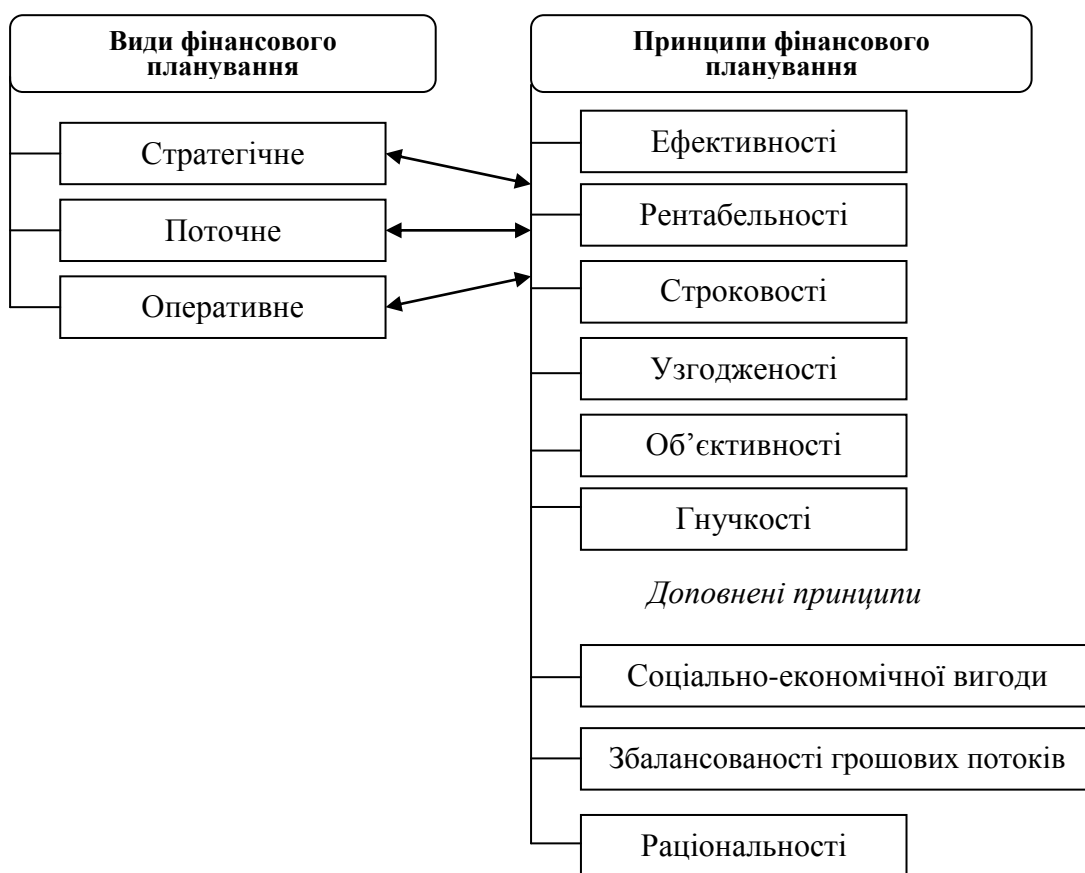 Види фінансового
планування
Стратегічне
Поточне
Оперативне
Принципи фінансового
планування
Ефективності
Рентабельності
Строковості
Узгодженості
Об’єктивності
Гнучкості
Доповнені принципи
Соціально-економічної вигоди
Збалансованості грошових потоків
Раціональності